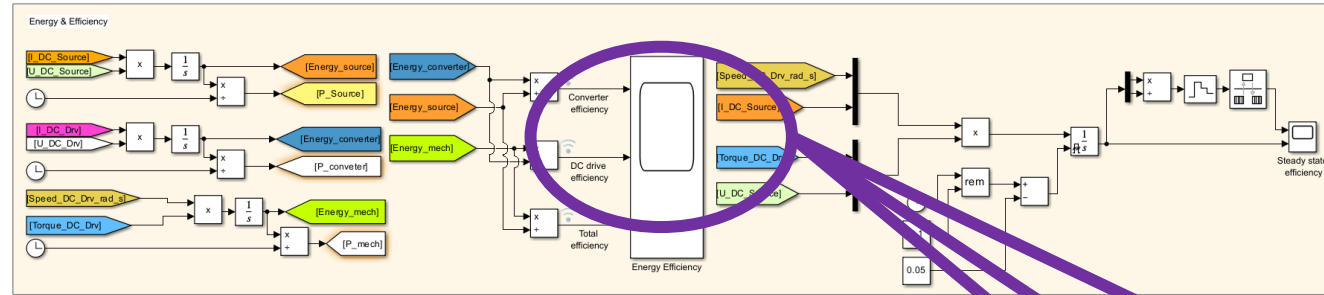 Energy & Efficiency
[I_DC_Source]
[U_DC_Source]
x
1
s
x
÷
[Energy_source]
[P_Source]
[I_DC_Drv]
[U_DC_Drv]
x
1
s
x
÷
[Energy_converter]
[P_conveter]
[Speed_DC_Drv_rad_s]
[Torque_DC_Drv]
x
1
s
x
÷
[Energy_mech]
[P_mech]
[Energy_converter]
[Energy_source]
[Energy_mech]
x
÷
Converter
efficiency
DC drive
efficiency
x
÷
Total
efficiency
Energy Efficiency
[I_DC_Source]
[U_DC_Source]
x
rem
0.05
+
−
1
s
x
÷
Steady state
efficiency